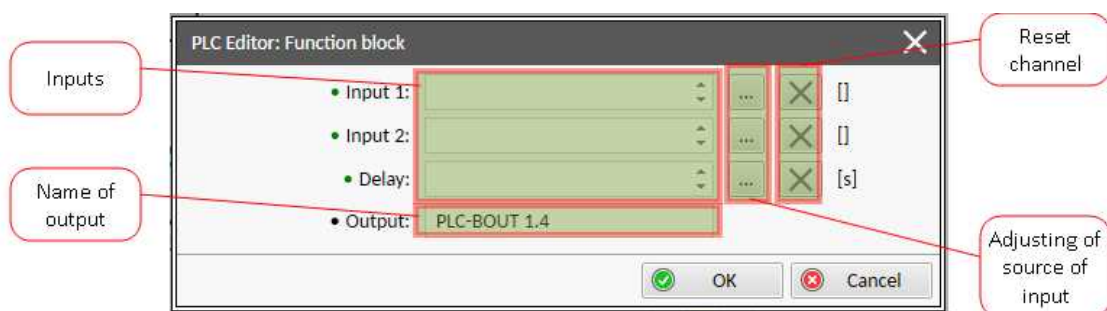 PLC Editor: Function block
Inputs
Reset
channel
• Input 1:
...
[]
• Input 2:
...
[]
• Delay:
...
[s]
Name of
output
• Output:
PLC-BOUT 1.4
Adjusting of
source of
input
OK
Cancel